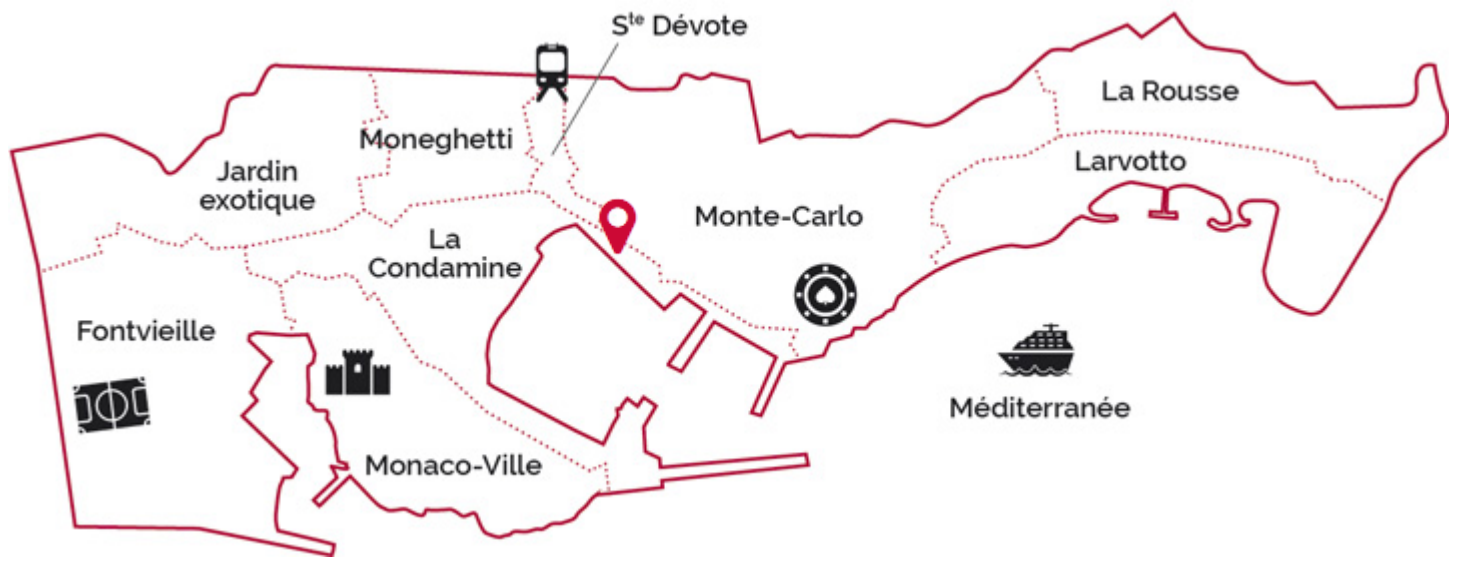 Sᵗᵉ Dévote
La Rousse
Moneghetti
Larvotto
Jardin
exotique
Monte-Carlo
La
Condamine
Fontvieille
Méditerranée
Monaco-Ville